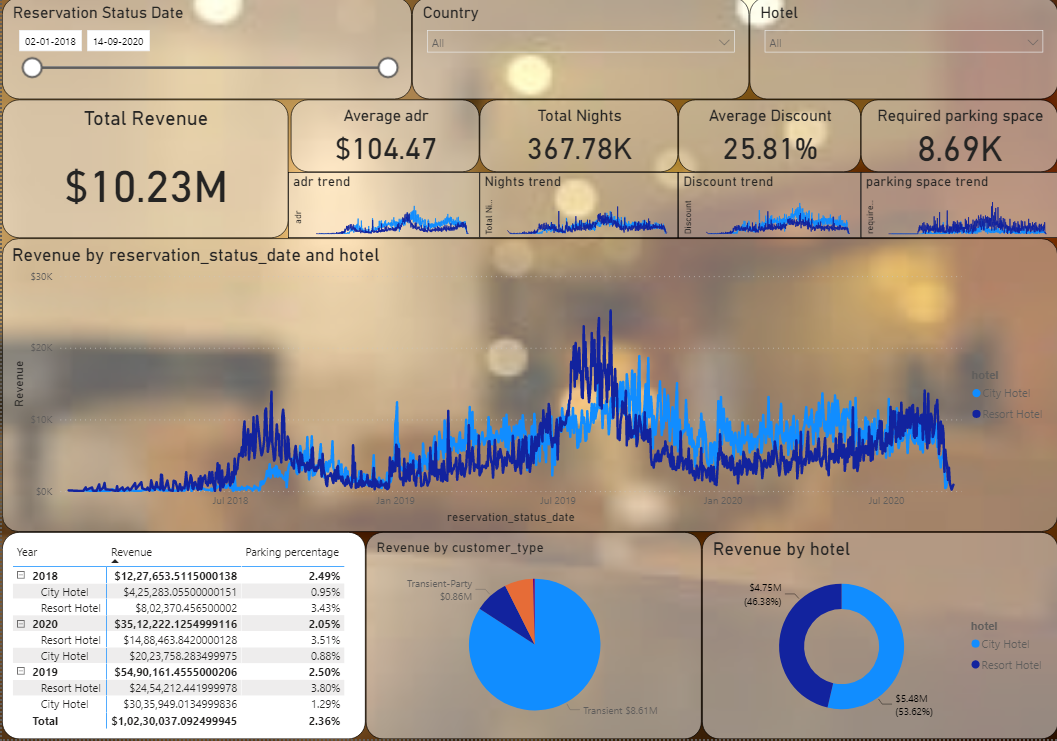 Reservation Status Date
02-01-2018 14-09-2020
Country
All
Hotel
All
Total Revenue
$10.23M
Average adr
$104.47
Total Nights
367.78K
Average Discount
25.81%
Required parking space
8.69K
adr trend
adr
Nights trend
Total Ni...
Discount trend
Discount
parking space trend
require...
Revenue by reservation_status_date and hotel
Revenue
$30K
$20K
$10K
$0K
Jul 2018 Jan 2019 Jul 2019 Jan 2020 Jul 2020
reservation_status_date
hotel
City Hotel
Resort Hotel
Year Revenue Parking percentage
2018 $12,27,653.5115000138 2.49%
City Hotel $4,25,283.05500000151 0.95%
Resort Hotel $8,02,370.456500002 3.43%
2020 $35,12,222.1254999116 2.05%
Resort Hotel $14,88,463.8420000128 3.51%
City Hotel $20,23,758.283499975 0.88%
2019 $54,90,161.4555000206 2.50%
Resort Hotel $24,54,212.441999978 3.80%
City Hotel $30,35,949.0134999836 1.29%
Total $1,02,30,037.092499945 2.36%
Revenue by customer_type
Transient-Party
$0.86M
Transient $8.61M
Revenue by hotel
$4.75M
(46.38%)
$5.48M
(53.62%)
hotel
City Hotel
Resort Hotel